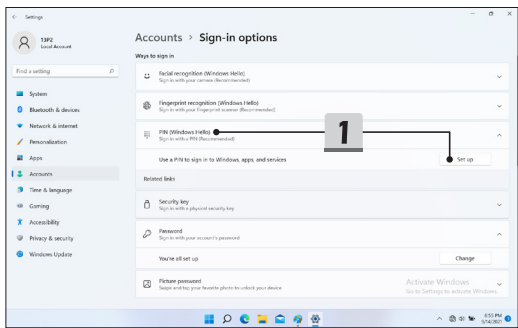 Settings
13P2
Local Account
Find a setting
System
Bluetooth & devices
Network & internet
Personalization
Apps
Accounts
Time & language
Gaming
Accessibility
Privacy & security
Windows Update
Accounts > Sign-in options
Ways to sign in
Facial recognition (Windows Hello)
Sign in with your camera (Recommended)
Fingerprint recognition (Windows Hello)
Sign in with your fingerprint scanner (Recommended)
PIN (Windows Hello)
Sign in with a PIN (Recommended)
1
Use a PIN to sign in to Windows, apps, and services
Set up
Related links
Security key
Sign in with a physical security key
Password
Sign in with your account's password
You're all set up
Change
Picture password
Swipe and tap your favorite photo to unlock your device
Activate Windows
Go to Settings to activate Windows.
6:55 PM
9/14/2021